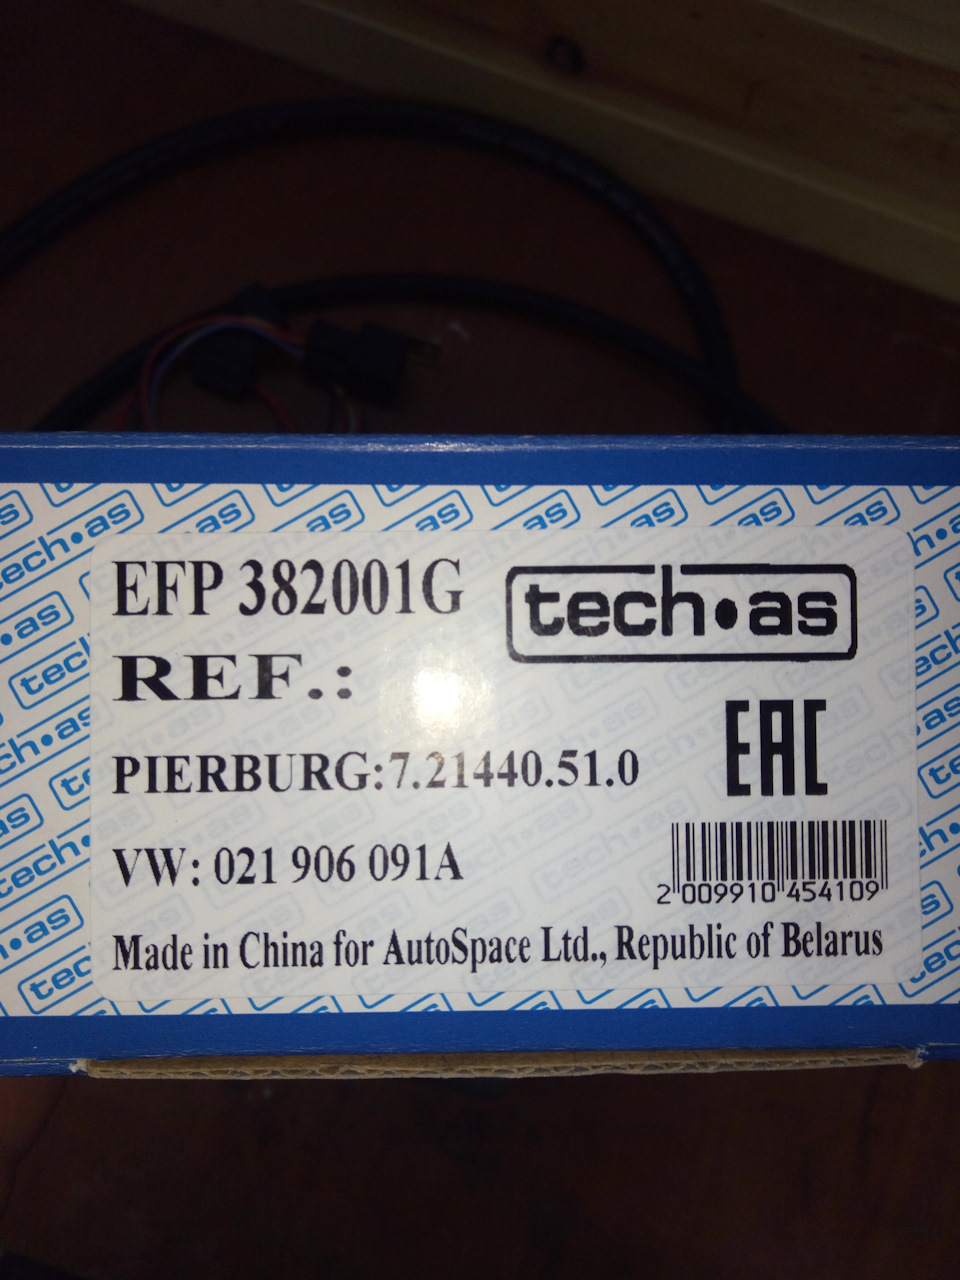 EFP 382001G
tech•as
REF.:
EAC
PIERBURG:7.21440.51.0
VW: 021 906 091A
2 009910 454109
Made in China for AutoSpace Ltd., Republic of Belarus